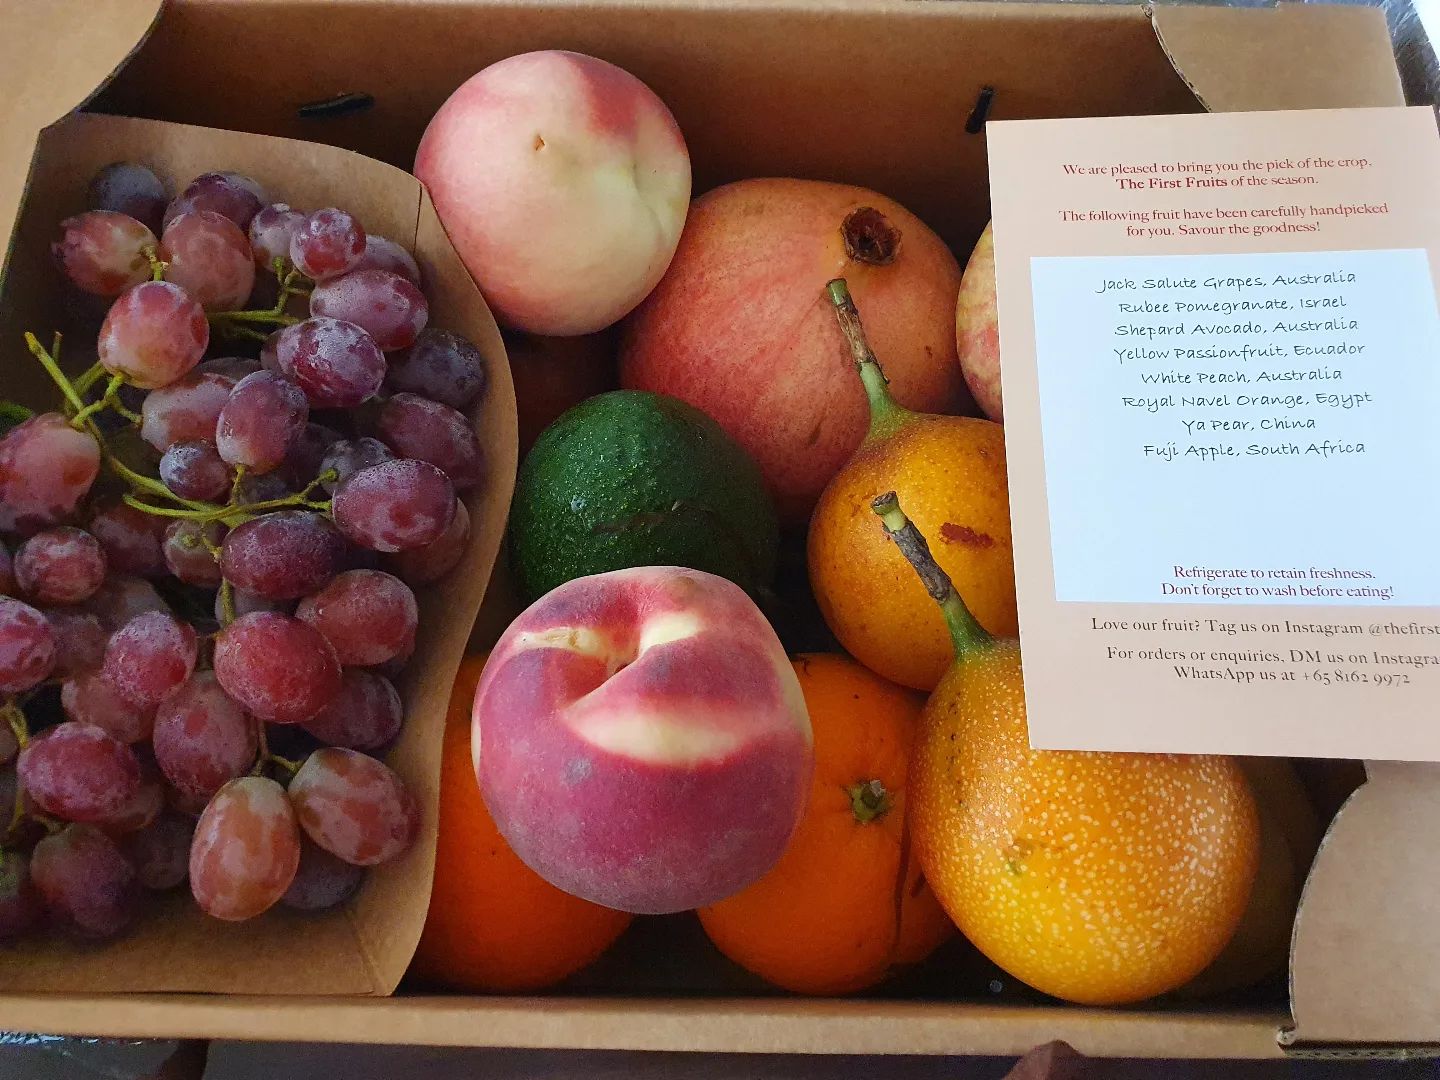 We are pleased to bring you the pick of the crop,
The First Fruits of the season.
The following fruit have been carefully handpicked
for you. Savour the goodness!
Jack Salute Grapes, Australia
Rubee Pomegranate, Israel
Shepard Avocado, Australia
Yellow Passionfruit, Ecuador
White Peach, Australia
Royal Navel Orange, Egypt
Ya Pear, China
Fuji Apple, South Africa
Refrigerate to retain freshness.
Don't forget to wash before eating!
Love our fruit? Tag us on Instagram @thefirst
For orders or enquiries, DM us on Instagra
WhatsApp us at +65 8162 9972